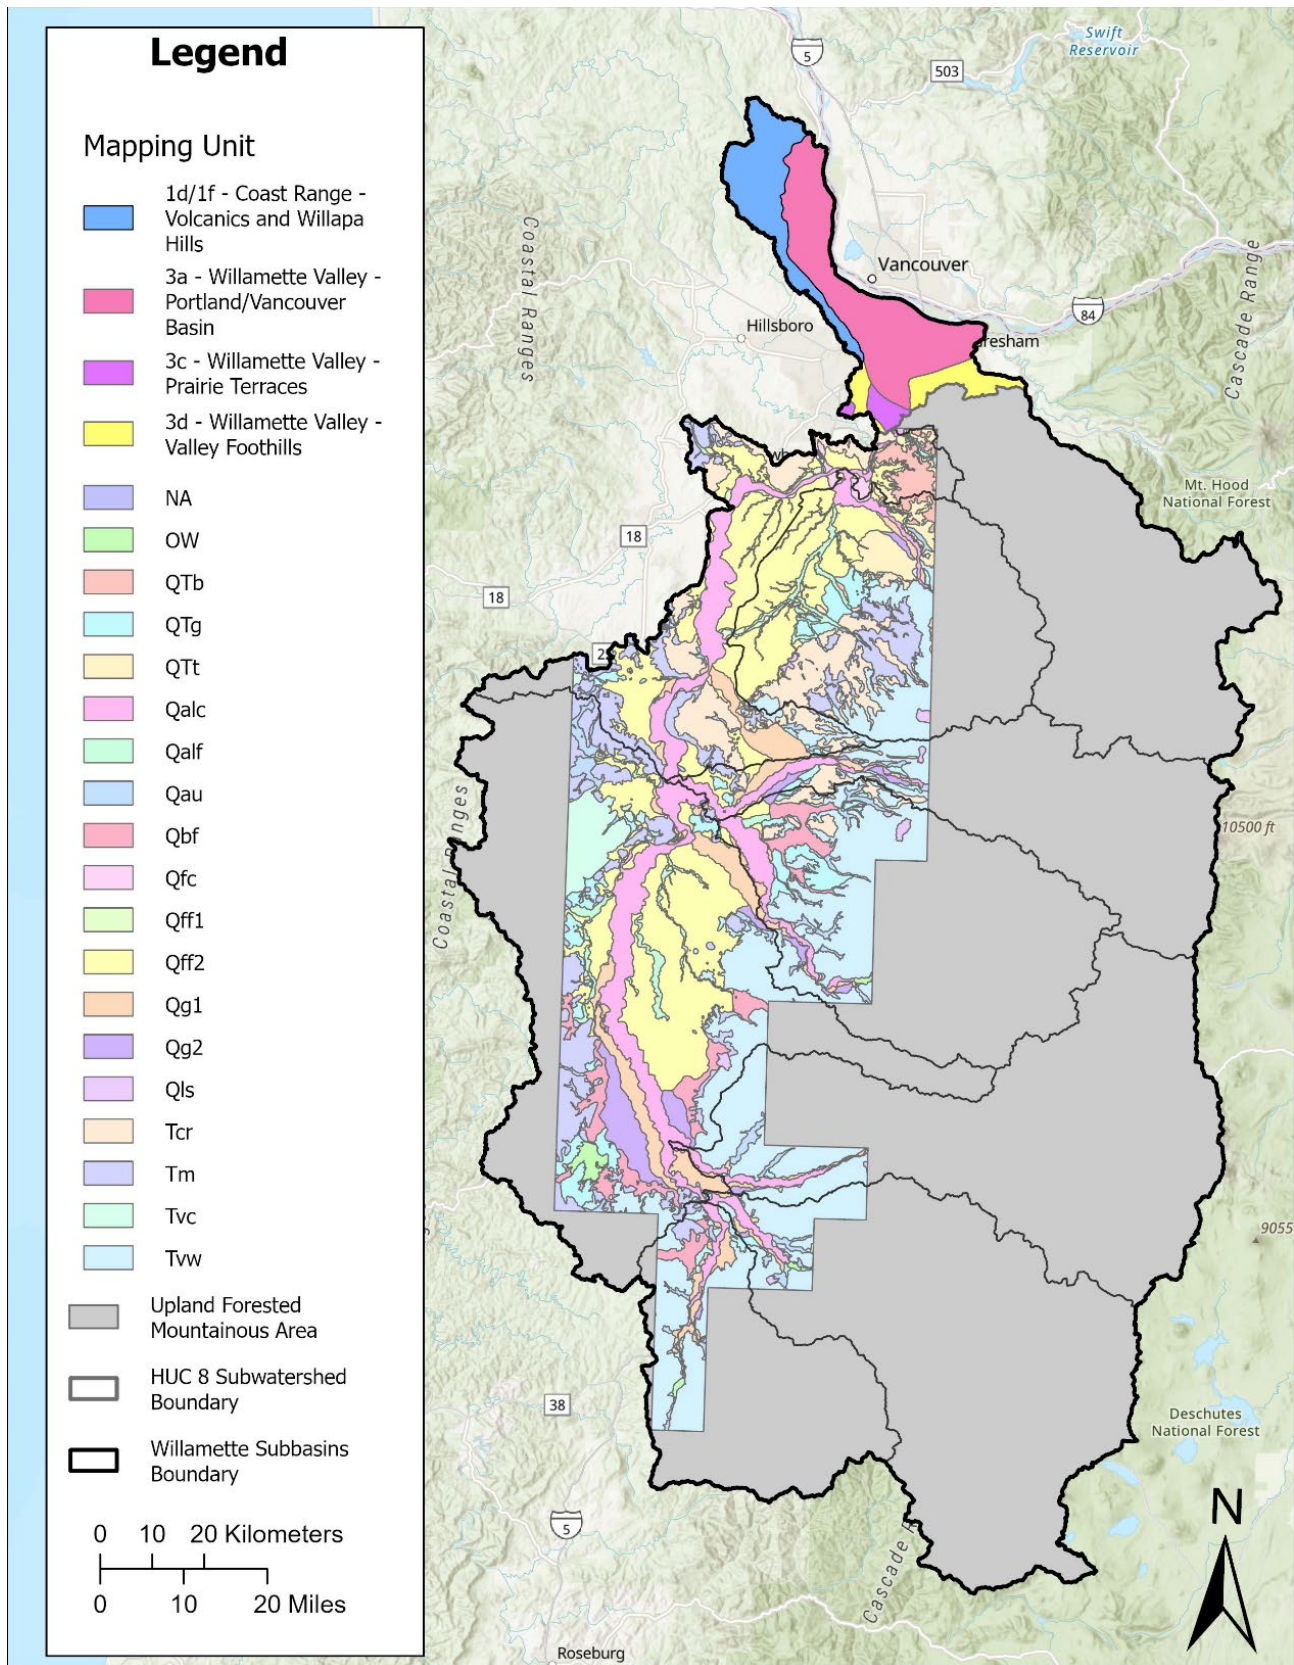 Legend
Mapping Unit
1d/1f - Coast Range -
Volcanics and Willapa
Hills
3a - Willamette Valley -
Portland/Vancouver
Basin
3c - Willamette Valley -
Prairie Terraces
3d - Willamette Valley -
Valley Foothills
NA
OW
QTb
QTg
QTt
Qalc
Qalf
Qau
Qbf
Qfc
Qff1
Qff2
Qg1
Qg2
Qls
Tcr
Tm
Tvc
Tvw
Upland Forested
Mountainous Area
HUC 8 Subwatershed
Boundary
Willamette Subbasins
Boundary
0 10 20 Kilometers
0 10 20 Miles
Swift
Reservoir
5
503
Coastal Ranges
Vancouver
Cascade Range
84
Hillsboro
resham
Mt. Hood
National Forest
18
18
10500 ft
9055
38
Deschutes
National Forest
5
Roseburg
N